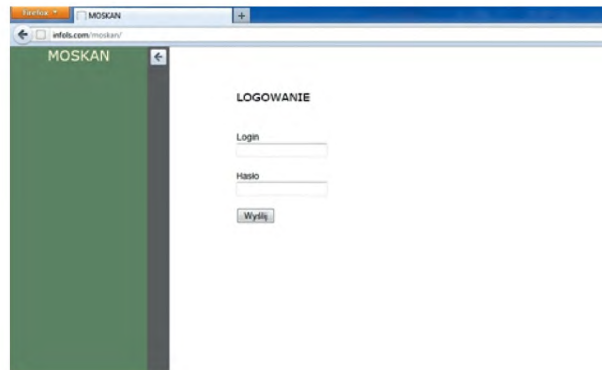 Firefox
MOSKAN
+
infols.com/moskan/
MOSKAN
LOGOWANIE
Login
Hasło
Wyślij